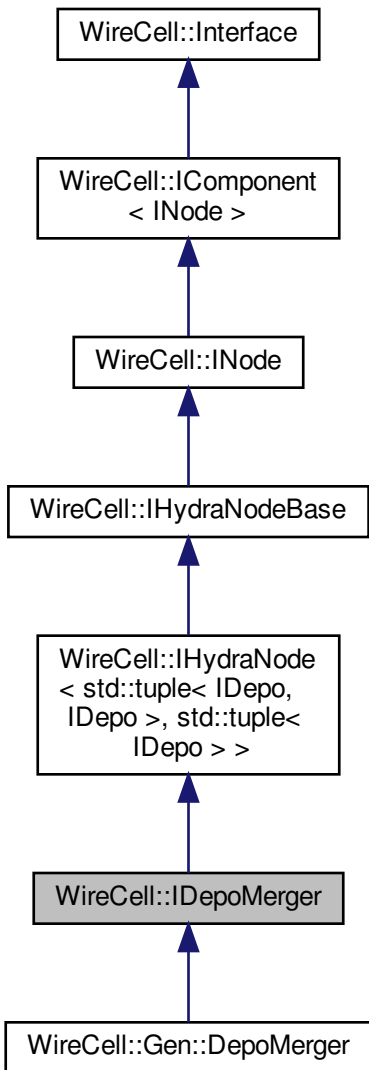 WireCell::Interface
WireCell::IComponent
< INode >
WireCell::INode
WireCell::IHydraNodeBase
WireCell::IHydraNode
< std::tuple< IDepo,
IDepo >, std::tuple<
IDepo > >
WireCell::IDepoMerger
WireCell::Gen::DepoMerger